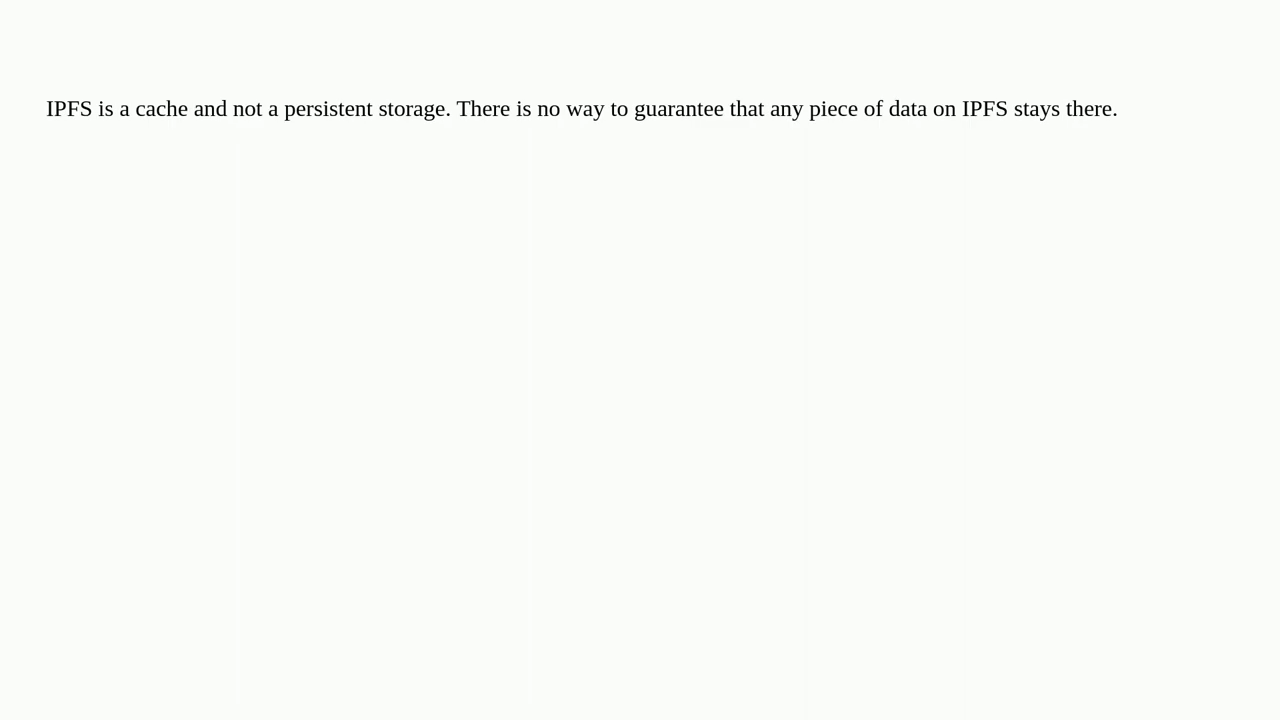 IPFS is a cache and not a persistent storage. There is no way to guarantee that any piece of data on IPFS stays there.